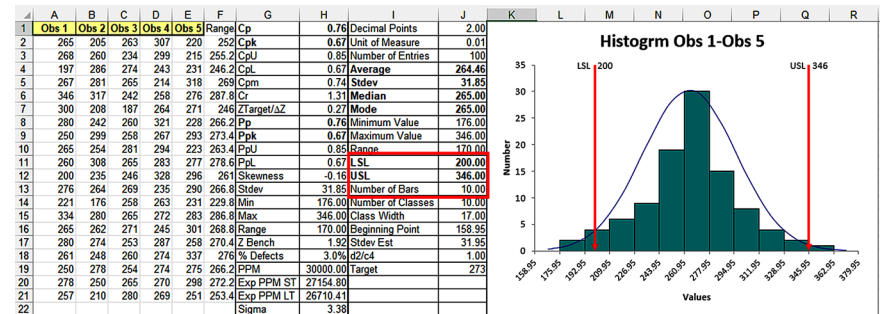 A B C D E F G H I J K L M N O P Q R
1 Obs 1 Obs 2 Obs 3 Obs 4 Obs 5 Range Cp 0.76 Decimal Points 2.00
2 265 205 263 307 220 252 Cpk 0.67 Unit of Measure 0.01
3 268 260 234 299 215 255.2 CpU 0.85 Number of Entries 100
4 197 286 274 243 231 246.2 CpL 0.67 Average 264.46
5 267 281 265 214 318 269 Cpm 0.74 Stdev 31.85
6 346 317 242 258 276 287.8 Cr 1.31 Median 265.00
7 300 208 187 264 271 246 ZTarget/ΔZ 0.27 Mode 265.00
8 280 242 260 321 228 266.2 Pp 0.76 Minimum Value 176.00
9 250 299 258 267 293 273.4 Ppk 0.67 Maximum Value 346.00
10 265 254 281 294 223 263.4 PpU 0.85 Range 170.00
11 260 308 265 283 277 278.6 PpL 0.67 LSL 200.00
12 200 235 246 328 296 261 Skewness -0.16 USL 346.00
13 276 264 269 235 290 266.8 Stdev 31.85 Number of Bars 10.00
14 221 176 258 263 231 229.8 Min 176.00 Number of Classes 10.00
15 334 280 265 272 283 286.8 Max 346.00 Class Width 17.00
16 265 262 271 245 301 268.8 Range 170.00 Beginning Point 158.95
17 280 274 253 287 258 270.4 Z Bench 1.92 Stdev Est 31.95
18 261 248 260 274 337 276 % Defects 3.0% d2/c4 1.00
19 250 278 254 274 275 266.2 PPM 30000.00 Target 273
20 278 250 265 270 298 272.2 Exp PPM ST 27154.80
21 257 210 280 269 251 253.4 Exp PPM LT 26710.41
22 Sigma 3.38
Histogrm Obs 1-Obs 5
LSL 200
USL 346
35
30
25
20
15
10
5
0
Number
158.95 175.95 192.95 209.95 226.95 243.95 260.95 277.95 294.95 311.95 328.95 345.95 362.95 379.95
Values